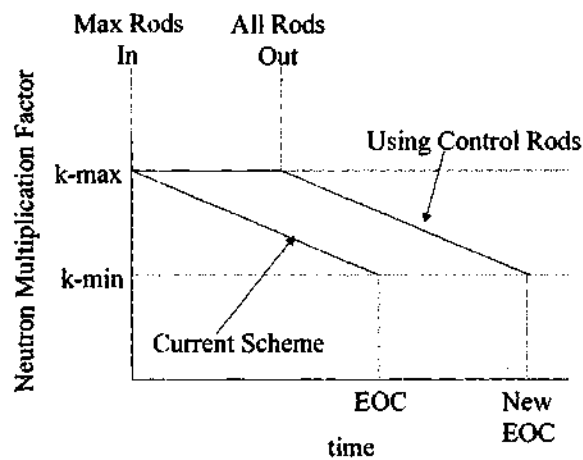 Max Rods
In
All Rods
Out
Neutron Multiplication Factor
k-max
Using Control Rods
k-min
Current Scheme
EOC
New
EOC
time